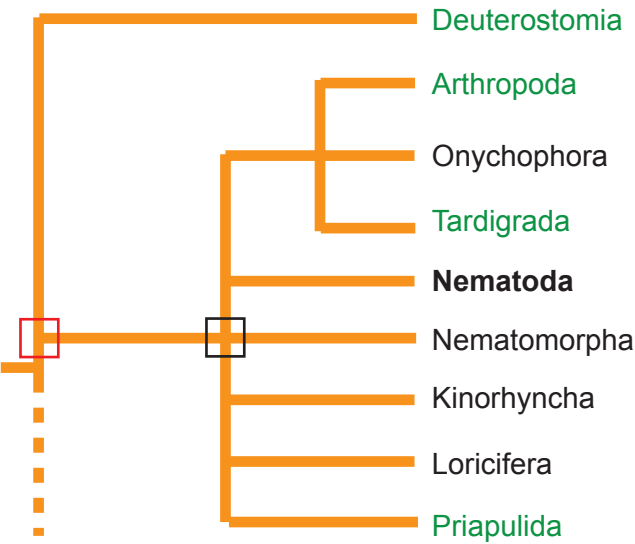 Deuterostomia
Arthropoda
Onychophora
Tardigrada
Nematoda
Nematomorpha
Kinorhyncha
Loricifera
Priapulida